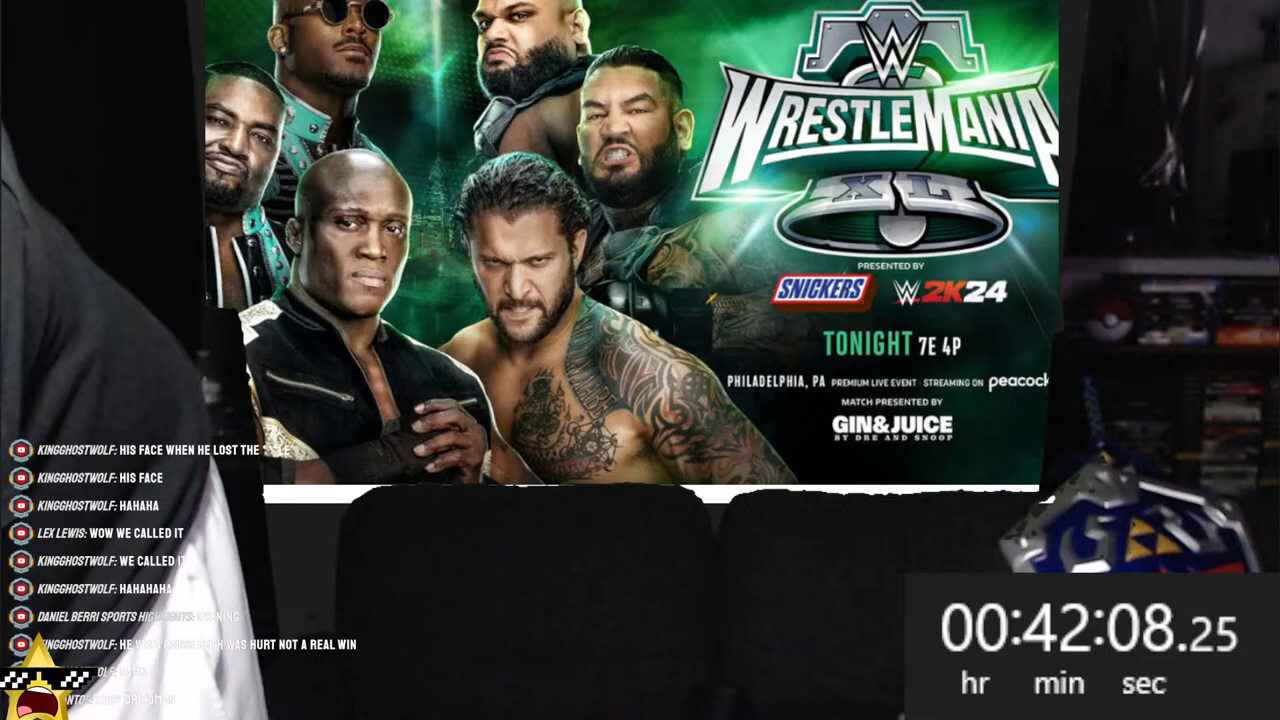 W
WRESTLEMANIA
XL
PRESENTED BY
SNICKERS W 2K24
TONIGHT 7E 4P
PHILADELPHIA, PA PREMIUM LIVE EVENT STREAMING ON peacock
MATCH PRESENTED BY
GIN&JUICE
BY DRE AND SNOOP
KINGGHOSTWOLF: HIS FACE WHEN HE LOST THE
KINGGHOSTWOLF: HIS FACE
KINGGHOSTWOLF: HAHAHA
LEX LEWIS: WOW WE CALLED IT
KINGGHOSTWOLF: WE CALLED IT
KINGGHOSTWOLF: HAHAHAHA
DANIEL BERRI SPORTS HIGHLIGHTS: EVENING
KINGGHOSTWOLF: HE WAS HURT NOT A REAL WIN
00:42:08.25
hr min sec